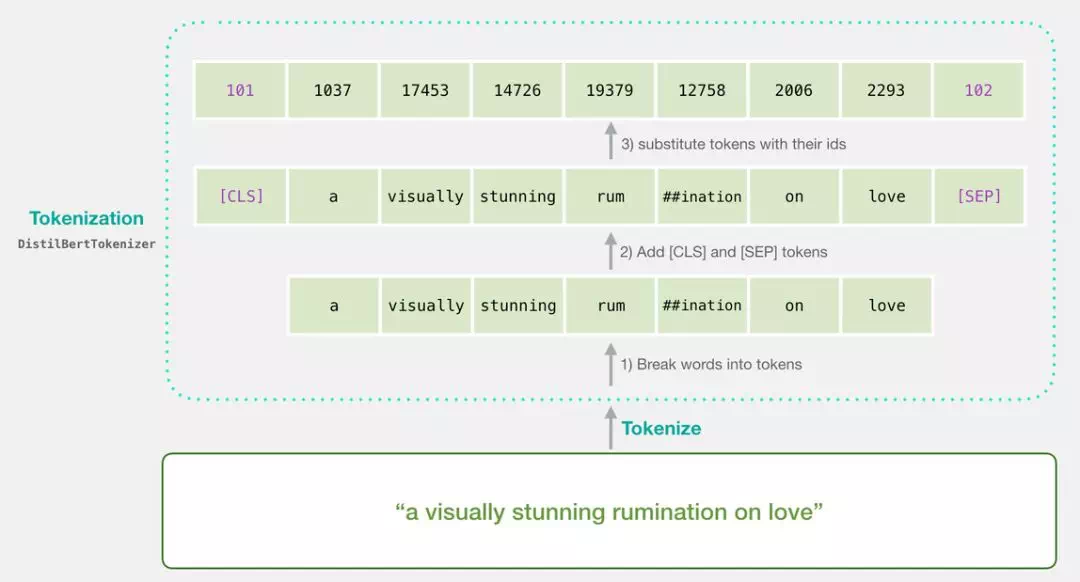 101 1037 17453 14726 19379 12758 2006 2293 102
3) substitute tokens with their ids
[CLS] a visually stunning rum ##ination on love [SEP]
Tokenization
DistilBertTokenizer
2) Add [CLS] and [SEP] tokens
a visually stunning rum ##ination on love
1) Break words into tokens
Tokenize
“a visually stunning rumination on love”